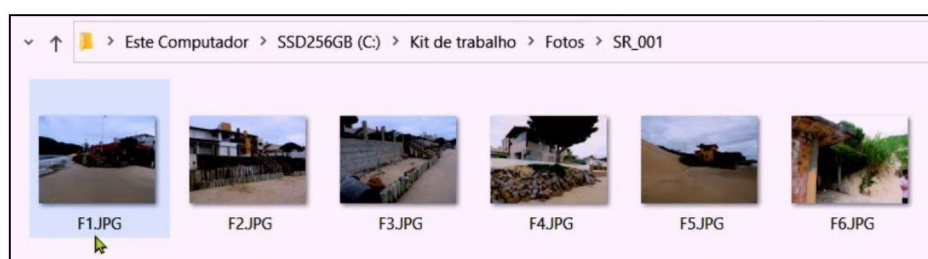 Este Computador > SSD256GB (C:) > Kit de trabalho > Fotos > SR_001
F1.JPG F2.JPG F3.JPG F4.JPG F5.JPG F6.JPG